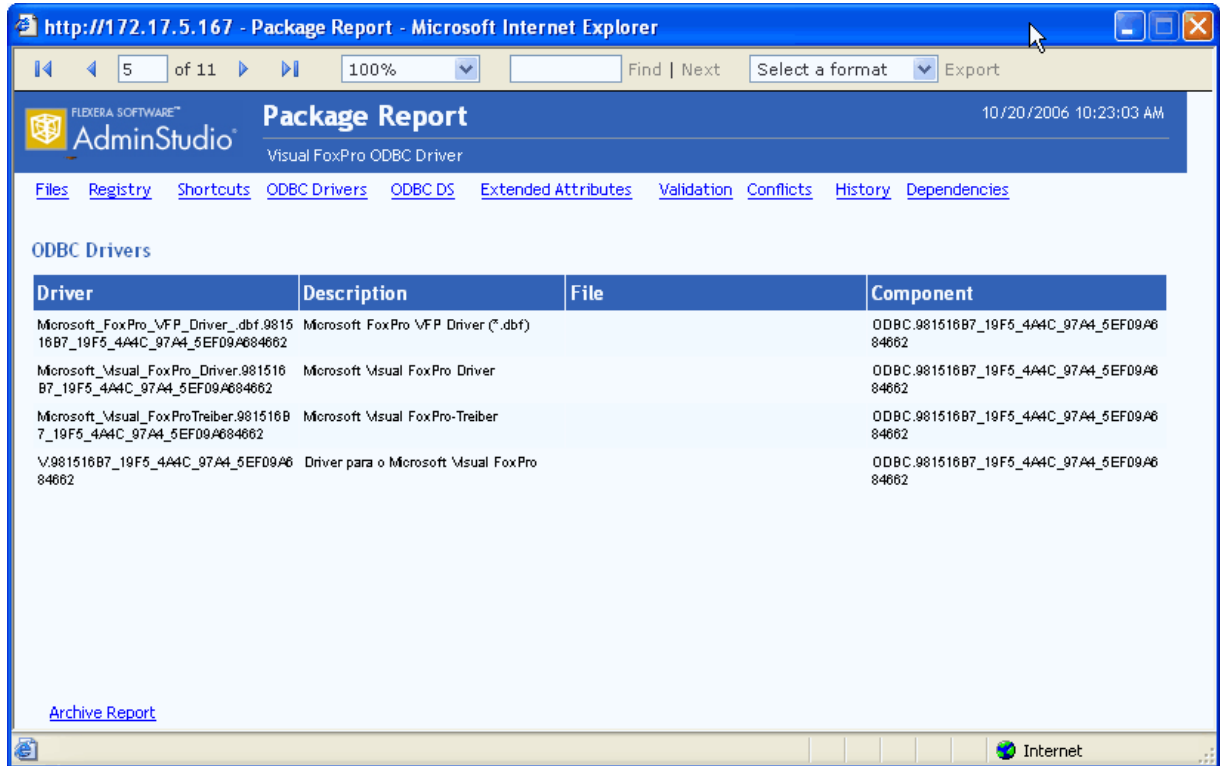 http://172.17.5.167 - Package Report - Microsoft Internet Explorer
5 of 11 100% Find | Next Select a format Export
FLEXERA SOFTWARE™
AdminStudio®
Package Report
10/20/2006 10:23:03 AM
Visual FoxPro ODBC Driver
Files Registry Shortcuts ODBC Drivers ODBC DS Extended Attributes Validation Conflicts History Dependencies
ODBC Drivers
Driver Description File Component
Microsoft_FoxPro_VFP_Driver_.dbf.9815 Microsoft FoxPro VFP Driver (*.dbf) ODBC.981516B7_19F5_4A4C_97A4_5EF09A6
16B7_19F5_4A4C_97A4_5EF09A684662 84662
Microsoft_Visual_FoxPro_Driver.981516 Microsoft Visual FoxPro Driver ODBC.981516B7_19F5_4A4C_97A4_5EF09A6
B7_19F5_4A4C_97A4_5EF09A684662 84662
Microsoft_Visual_FoxProTreiber.981516B Microsoft Visual FoxPro-Treiber ODBC.981516B7_19F5_4A4C_97A4_5EF09A6
7_19F5_4A4C_97A4_5EF09A684662 84662
V.981516B7_19F5_4A4C_97A4_5EF09A6 Driver para o Microsoft Visual FoxPro ODBC.981516B7_19F5_4A4C_97A4_5EF09A6
84662 84662
Archive Report
Internet